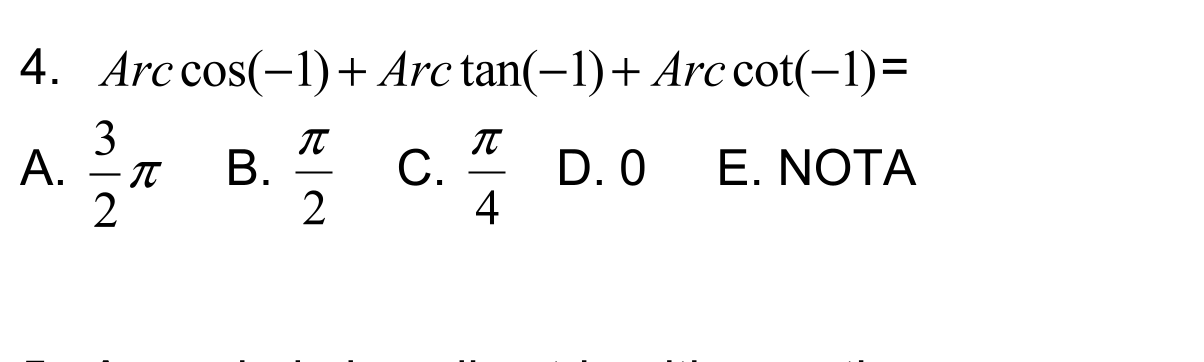 4. Arc cos(−1) + Arc tan(−1) + Arc cot(−1)=
A. 3/2 π B. π/2 C. π/4 D. 0 E. NOTA